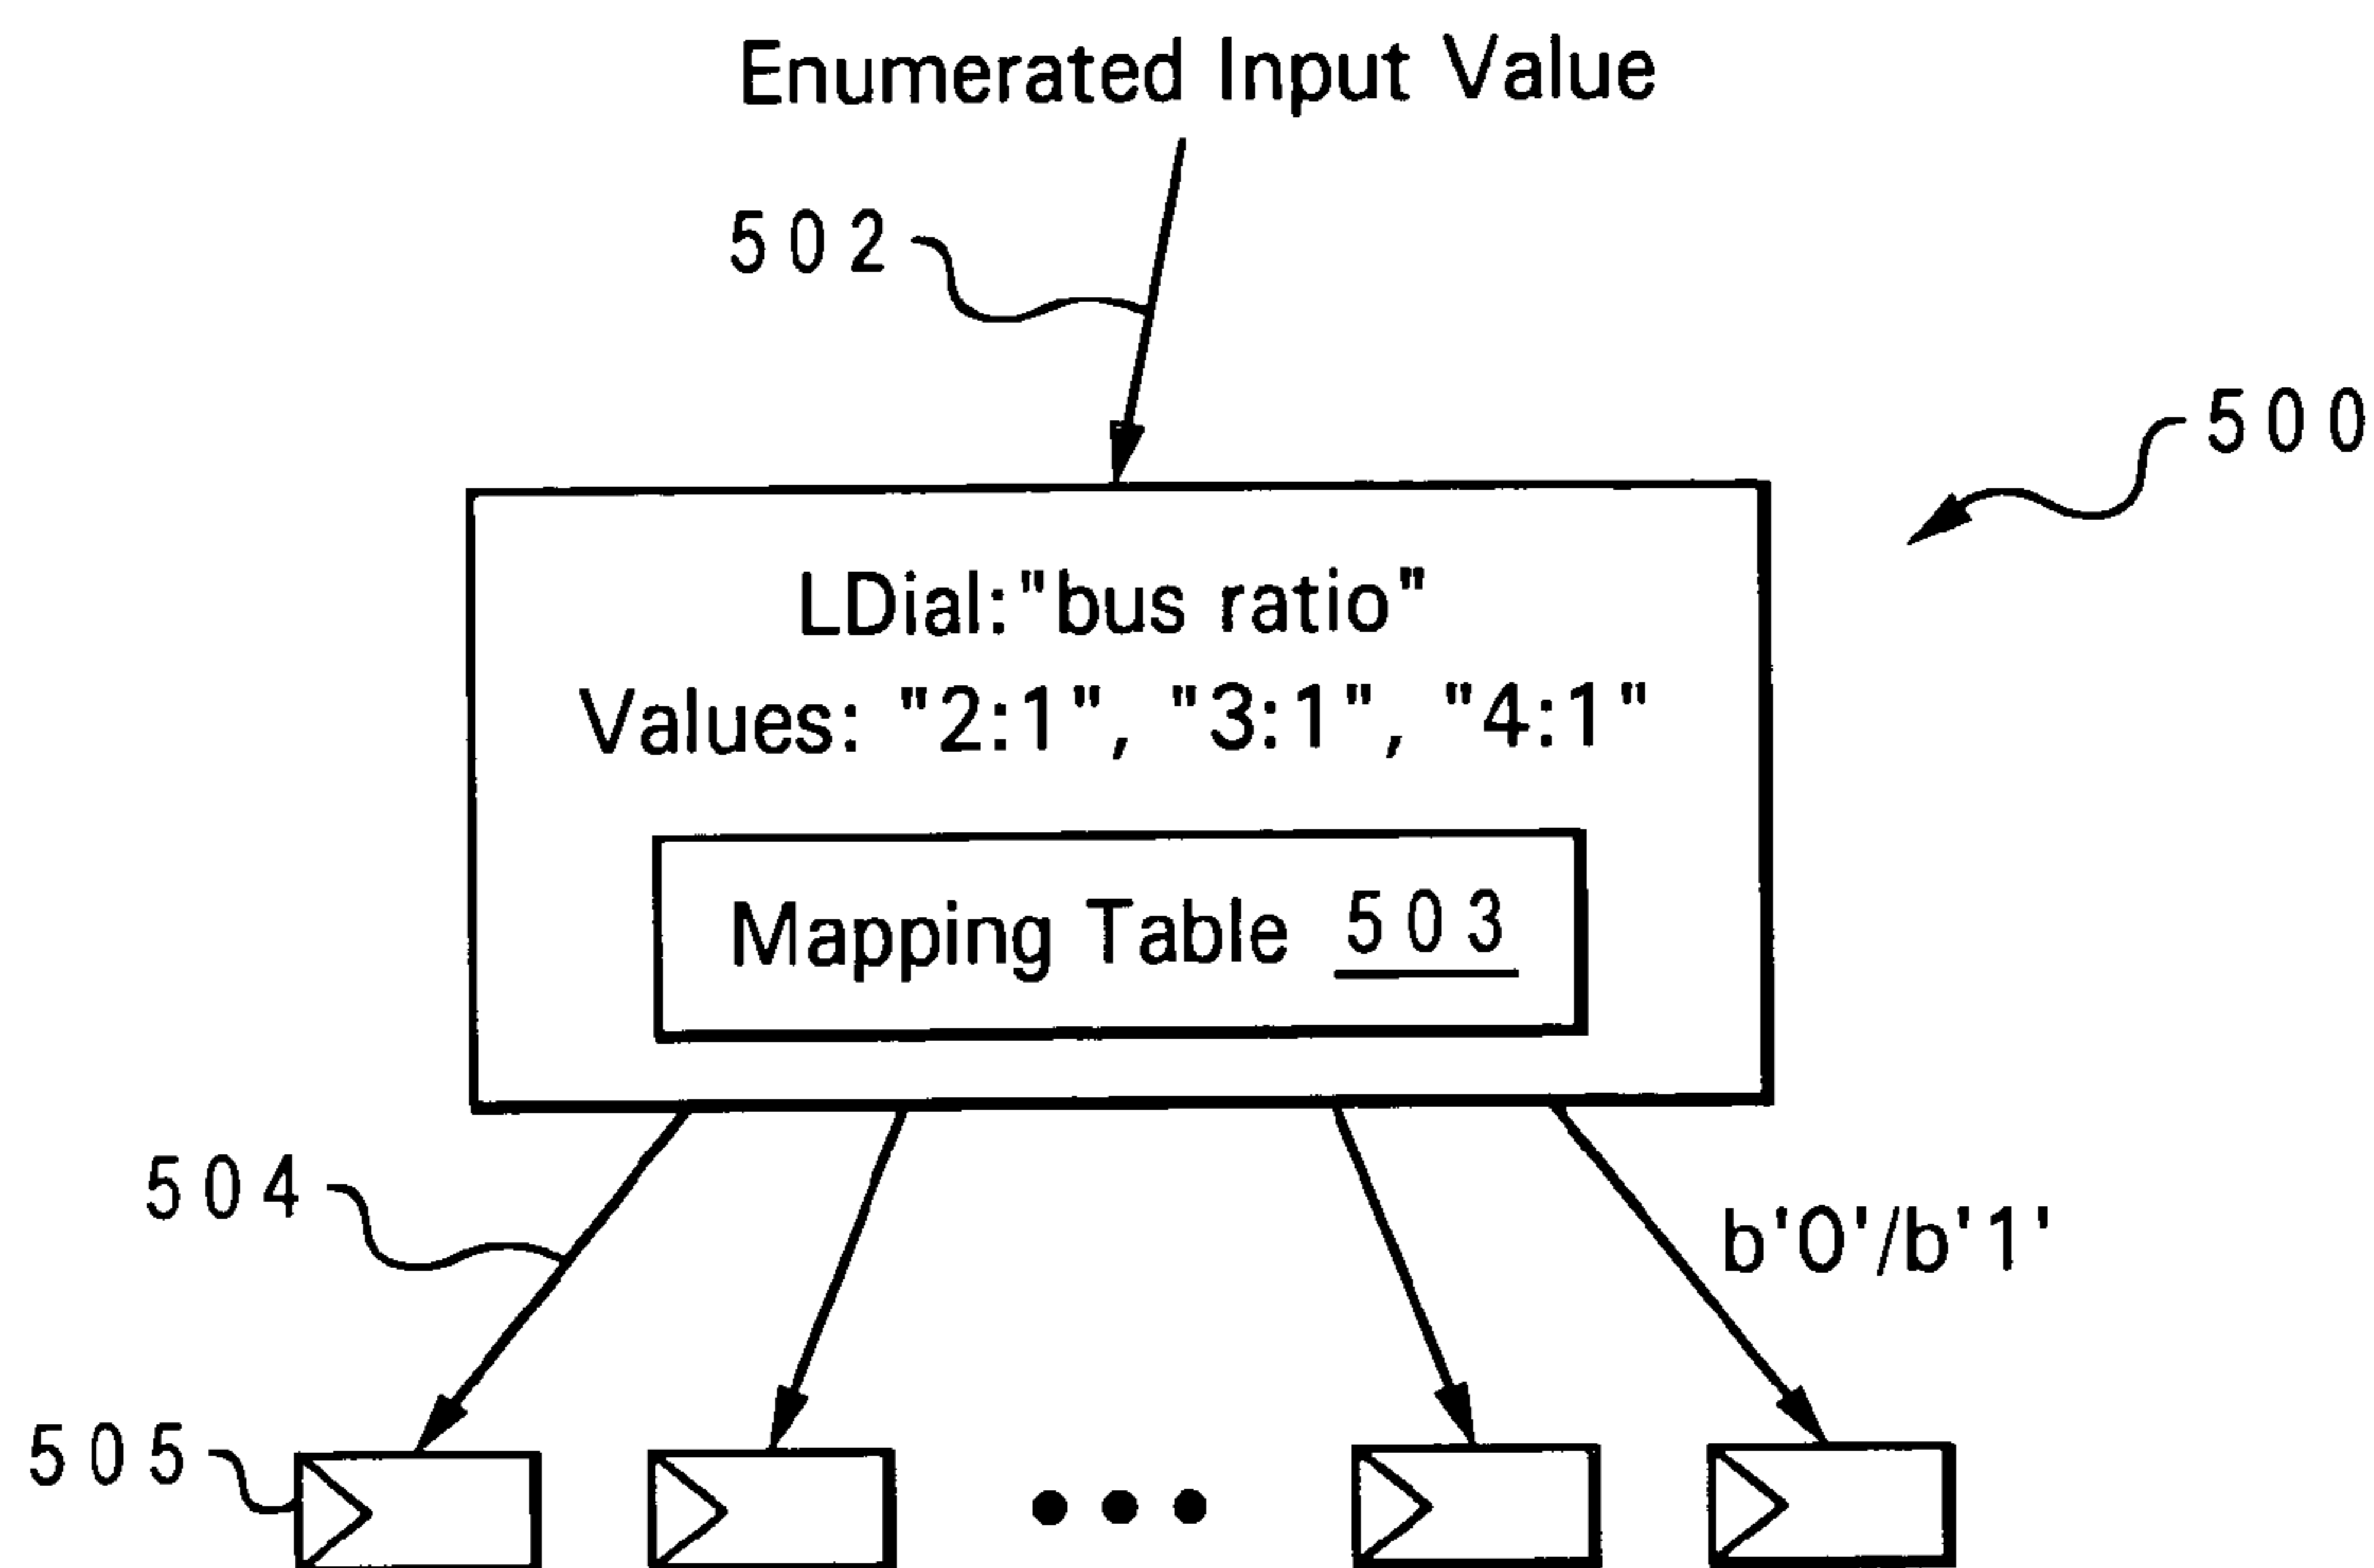 Enumerated Input Value
502
500
LDial:"bus ratio"
Values: "2:1", "3:1", "4:1"
Mapping Table 503
504
b'0'/b'1'
505